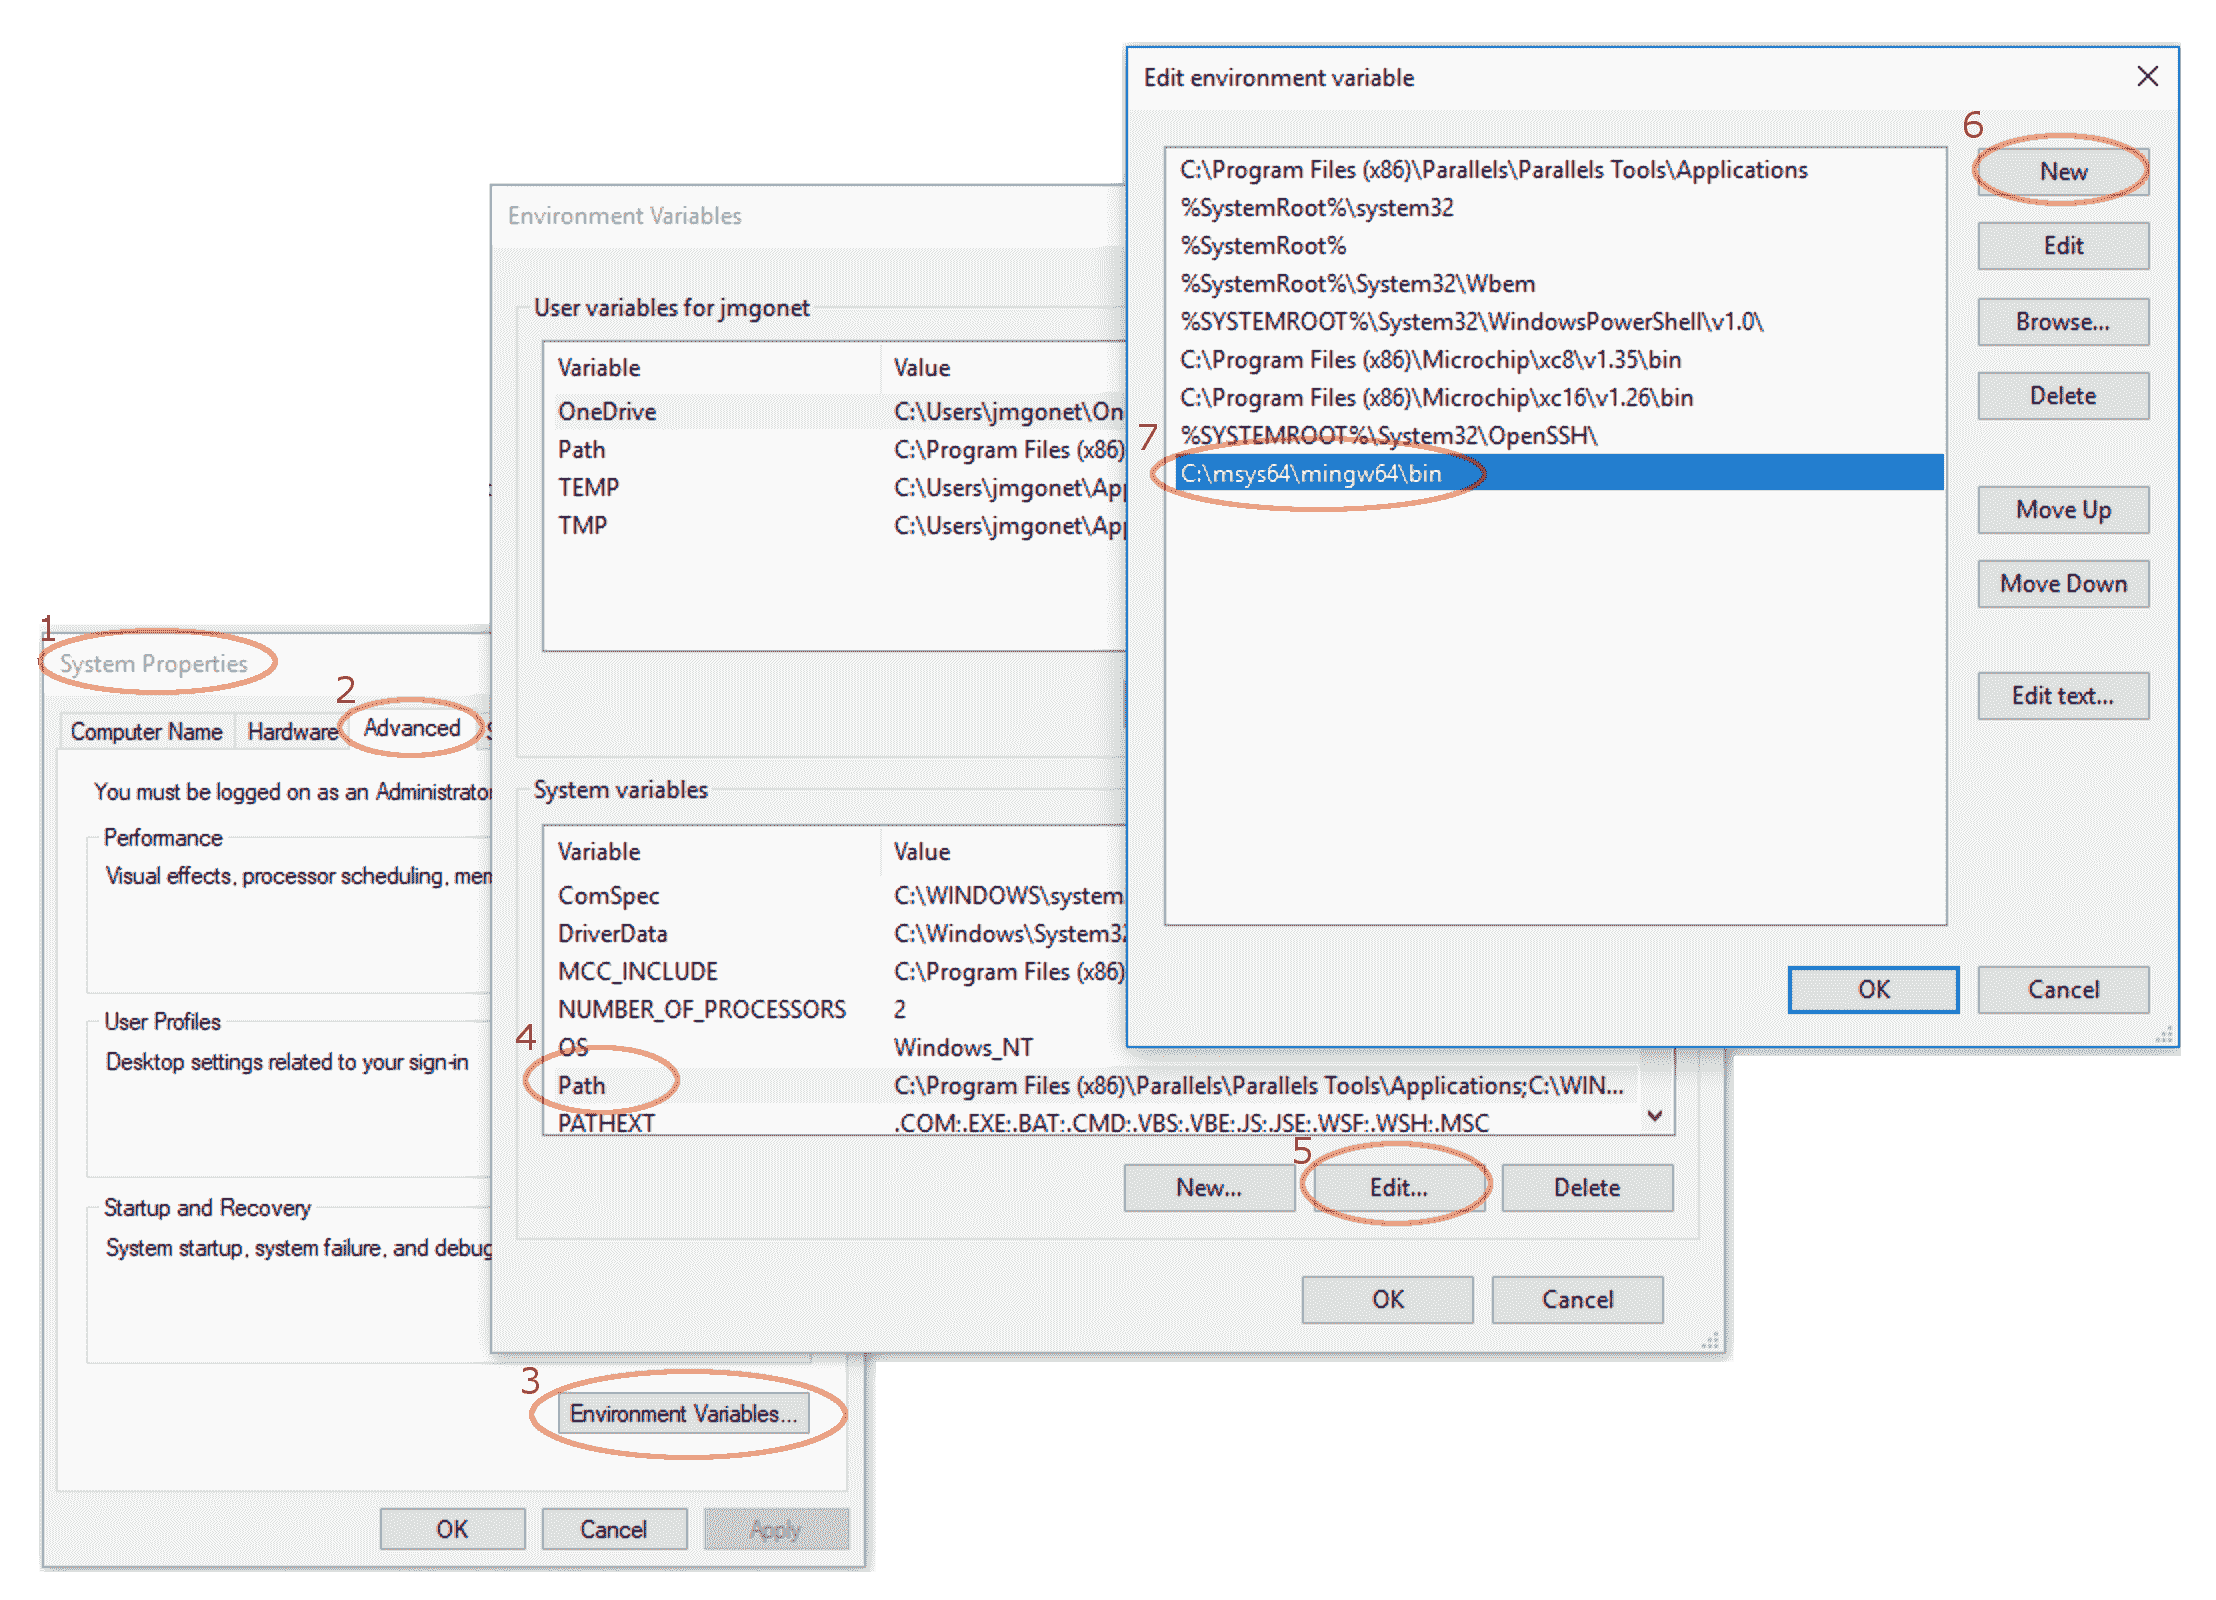 Edit environment variable
6
C:\Program Files (x86)\Parallels\Parallels Tools\Applications
New
%SystemRoot%\system32
%SystemRoot%
Edit
%SystemRoot%\System32\Wbem
%SYSTEMROOT%\System32\WindowsPowerShell\v1.0\
Browse...
C:\Program Files (x86)\Microchip\xc8\v1.35\bin
C:\Program Files (x86)\Microchip\xc16\v1.26\bin
Delete
%SYSTEMROOT%\System32\OpenSSH\
7
C:\msys64\mingw64\bin
Move Up
Move Down
Edit text...
OK
Cancel
Environment Variables
User variables for jmgonet
Variable Value
OneDrive C:\Users\jmgonet\On
Path C:\Program Files (x86)
TEMP C:\Users\jmgonet\App
TMP C:\Users\jmgonet\App
System variables
Variable Value
ComSpec C:\WINDOWS\system
DriverData C:\Windows\System32
MCC_INCLUDE C:\Program Files (x86)
NUMBER_OF_PROCESSORS 2
4
OS Windows_NT
Path C:\Program Files (x86)\Parallels\Parallels Tools\Applications;C:\WIN...
PATHEXT .COM;.EXE;.BAT;.CMD;.VBS;.VBE;.JS;.JSE;.WSF;.WSH;.MSC
5
New... Edit... Delete
OK Cancel
1
System Properties
2
Computer Name Hardware Advanced S
You must be logged on as an Administrator
Performance
Visual effects, processor scheduling, mem
User Profiles
Desktop settings related to your sign-in
Startup and Recovery
System startup, system failure, and debug
3
Environment Variables...
OK Cancel Apply